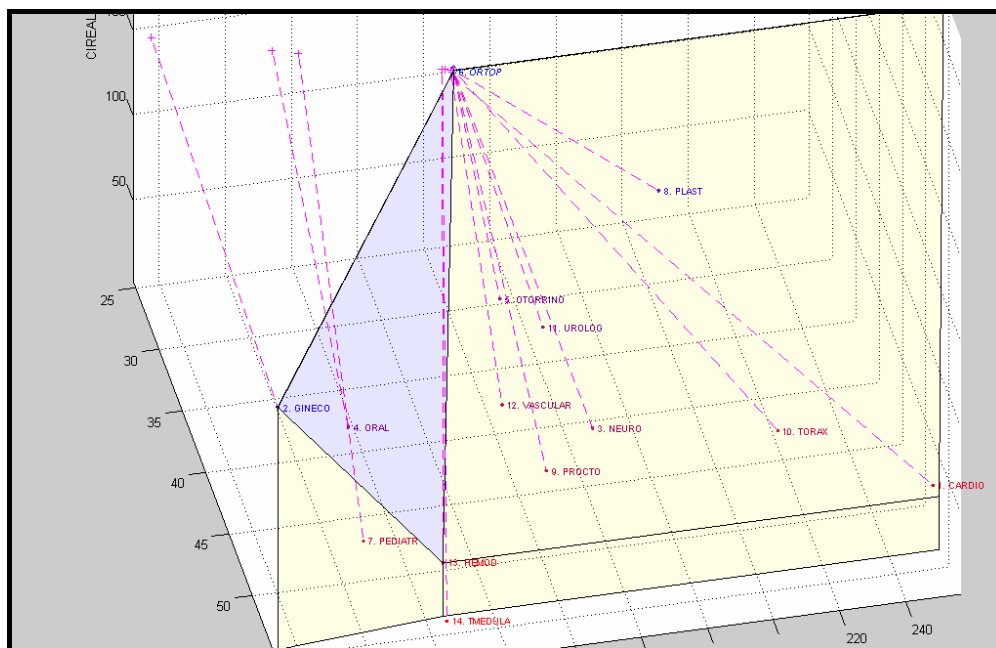 CIREAL
100
50
25
30
35
40
45
50
220
240
6. ORTOP
8. PLAST
5. OTORRINO
11. UROLOG
2. GINECO
4. ORAL
12. VASCULAR
3. NEURO
10. TORAX
9. PROCTO
1. CARDIO
7. PEDIATR
13. HEMOD
14. TMEDULA